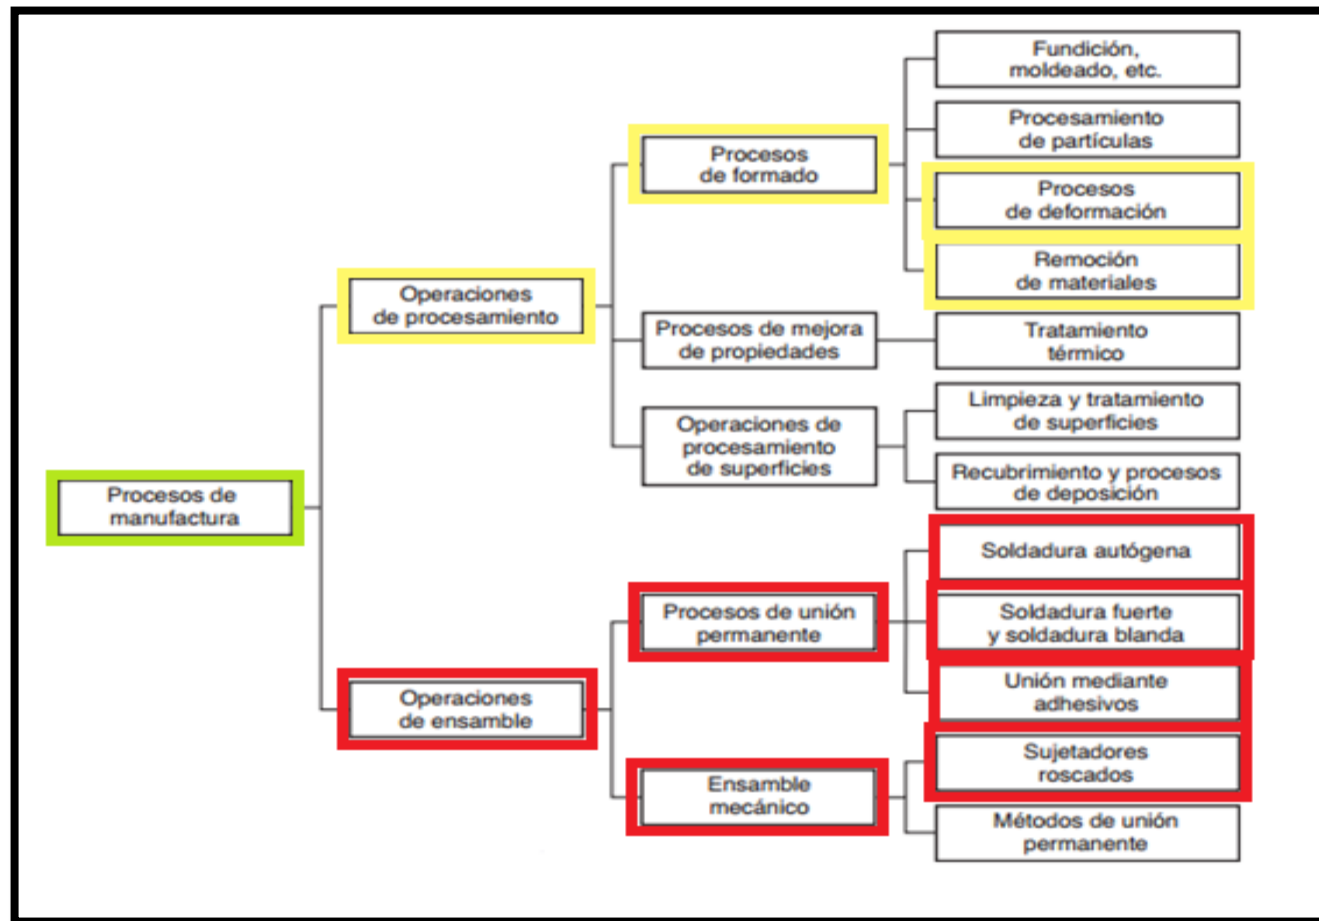 Fundición,
moldeado, etc.
Procesamiento
de partículas
Procesos
de formado
Procesos
de deformación
Remoción
de materiales
Operaciones
de procesamiento
Procesos de mejora
de propiedades
Tratamiento
térmico
Limpieza y tratamiento
de superficies
Operaciones de
procesamiento
de superficies
Recubrimiento y procesos
de deposición
Procesos de
manufactura
Soldadura autógena
Procesos de unión
permanente
Soldadura fuerte
y soldadura blanda
Unión mediante
adhesivos
Operaciones
de ensamble
Sujetadores
roscados
Ensamble
mecánico
Métodos de unión
permanente